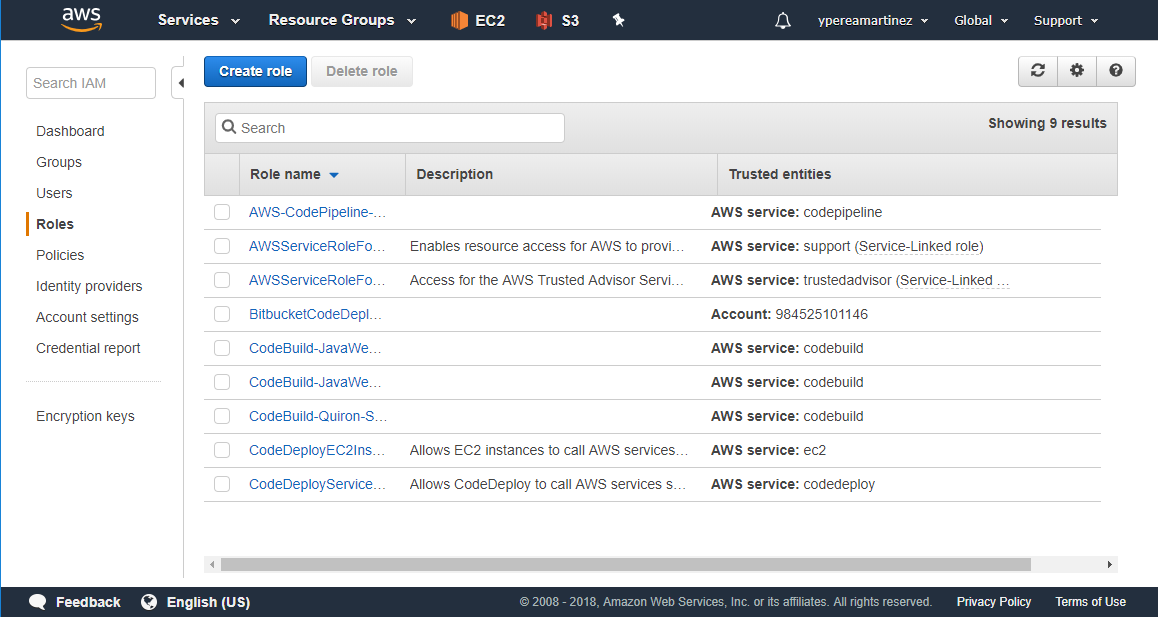 aws Services Resource Groups EC2 S3 ypereamartinez Global Support
Search IAM
Dashboard
Groups
Users
Roles
Policies
Identity providers
Account settings
Credential report
Encryption keys
Create role Delete role
Search Showing 9 results
Role name Description Trusted entities
AWS-CodePipeline-... AWS service: codepipeline
AWSServiceRoleFo... Enables resource access for AWS to provi... AWS service: support (Service-Linked role)
AWSServiceRoleFo... Access for the AWS Trusted Advisor Servi... AWS service: trustedadvisor (Service-Linked ...
BitbucketCodeDepl... Account: 984525101146
CodeBuild-JavaWe... AWS service: codebuild
CodeBuild-JavaWe... AWS service: codebuild
CodeBuild-Quiron-S... AWS service: codebuild
CodeDeployEC2Ins... Allows EC2 instances to call AWS services... AWS service: ec2
CodeDeployService... Allows CodeDeploy to call AWS services s... AWS service: codedeploy
Feedback English (US) © 2008 - 2018, Amazon Web Services, Inc. or its affiliates. All rights reserved. Privacy Policy Terms of Use